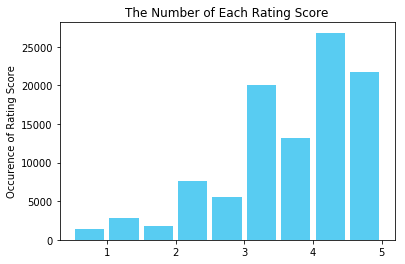 The Number of Each Rating Score
Occurence of Rating Score
25000
20000
15000
10000
5000
0
1 2 3 4 5